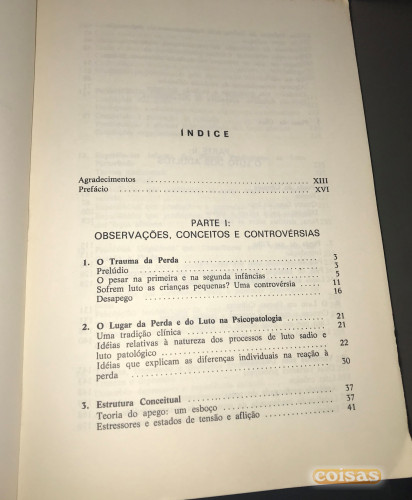 ÍNDICE
Agradecimentos XIII
Prefácio XVI
PARTE I:
OBSERVAÇÕES, CONCEITOS E CONTROVÉRSIAS
1. O Trauma da Perda 3
Prelúdio 3
O pesar na primeira e na segunda infâncias 5
Sofrem luto as crianças pequenas? Uma controvérsia 11
Desapego 16
2. O Lugar da Perda e do Luto na Psicopatologia 21
Uma tradição clínica 21
Idéias relativas à natureza dos processos de luto sadio e
luto patológico 22
Idéias que explicam as diferenças individuais na reação à
perda 30
3. Estrutura Conceitual 37
Teoria do apego: um esboço 37
Estressores e estados de tensão e aflição 41
coisas